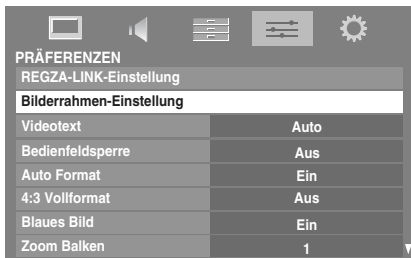 PRÄFERENZEN
REGZA-LINK-Einstellung
Bilderrahmen-Einstellung
Videotext Auto
Bedienfeldsperre Aus
Auto Format Ein
4:3 Vollformat Aus
Blaues Bild Ein
Zoom Balken 1